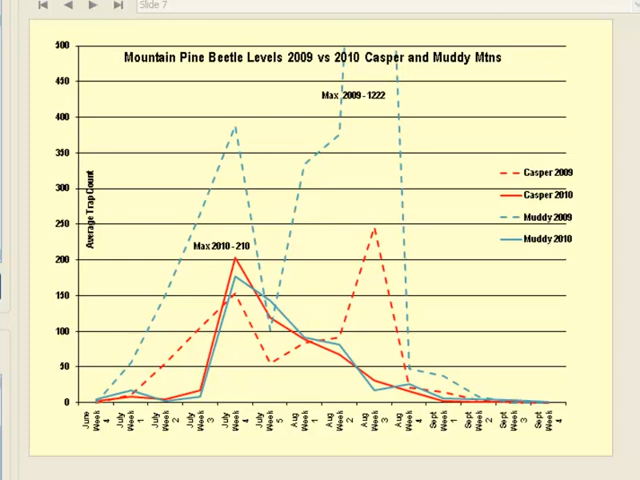 Slide 7
Mountain Pine Beetle Levels 2009 vs 2010 Casper and Muddy Mtns
500
450
400
350
300
250
200
150
100
50
0
Average Trap Count
Max 2009 - 1222
Max 2010 - 210
Casper 2009
Casper 2010
Muddy 2009
Muddy 2010
June Week 4
July Week 1
July Week 2
July Week 3
July Week 4
July Week 5
Aug Week 1
Aug Week 2
Aug Week 3
Aug Week 4
Sept Week 1
Sept Week 2
Sept Week 3
Sept Week 4